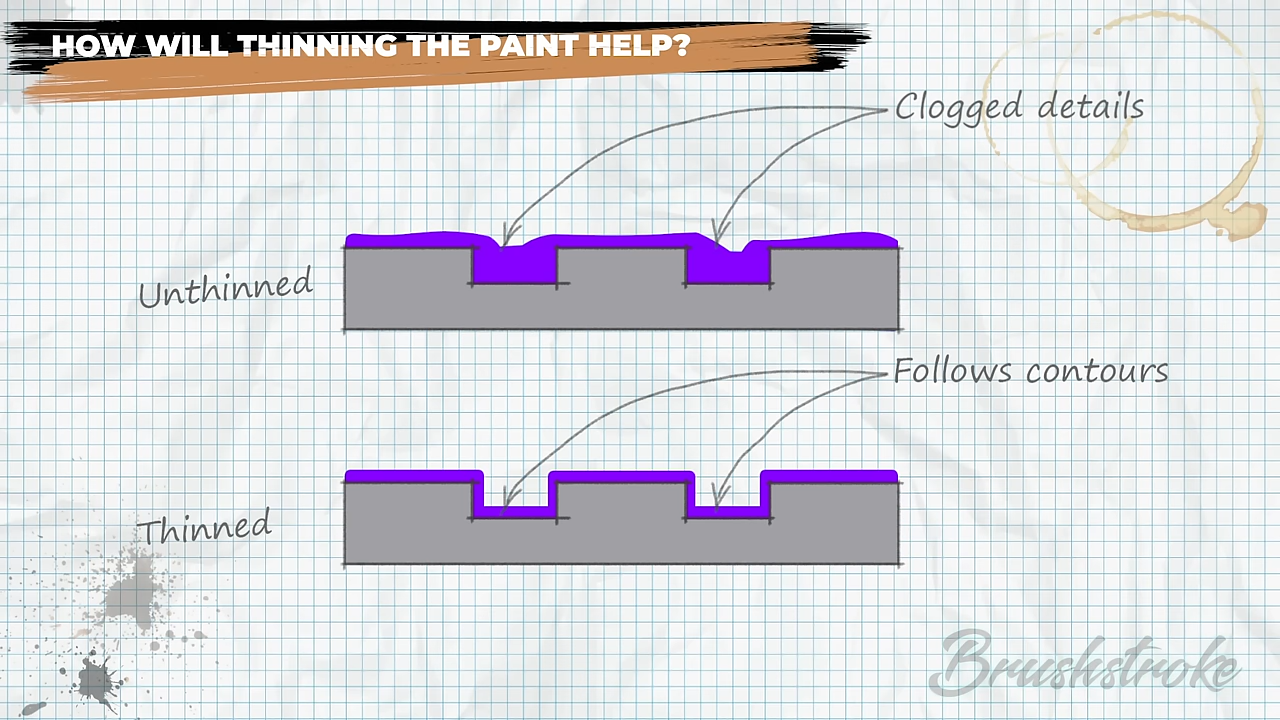 HOW WILL THINNING THE PAINT HELP?
Clogged details
Unthinned
Follows contours
Thinned
Brushstroke